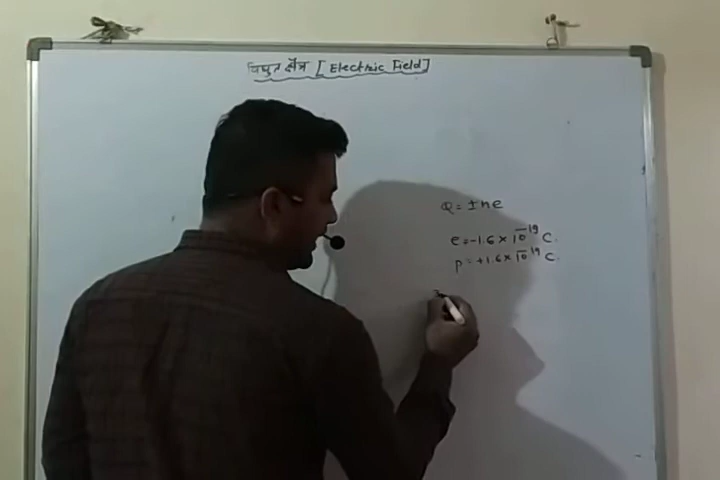 विद्युत क्षेत्र [Electric Field]
Q = ±ne
e = -1.6 × 10^-19 C.
p = +1.6 × 10^-19 C.